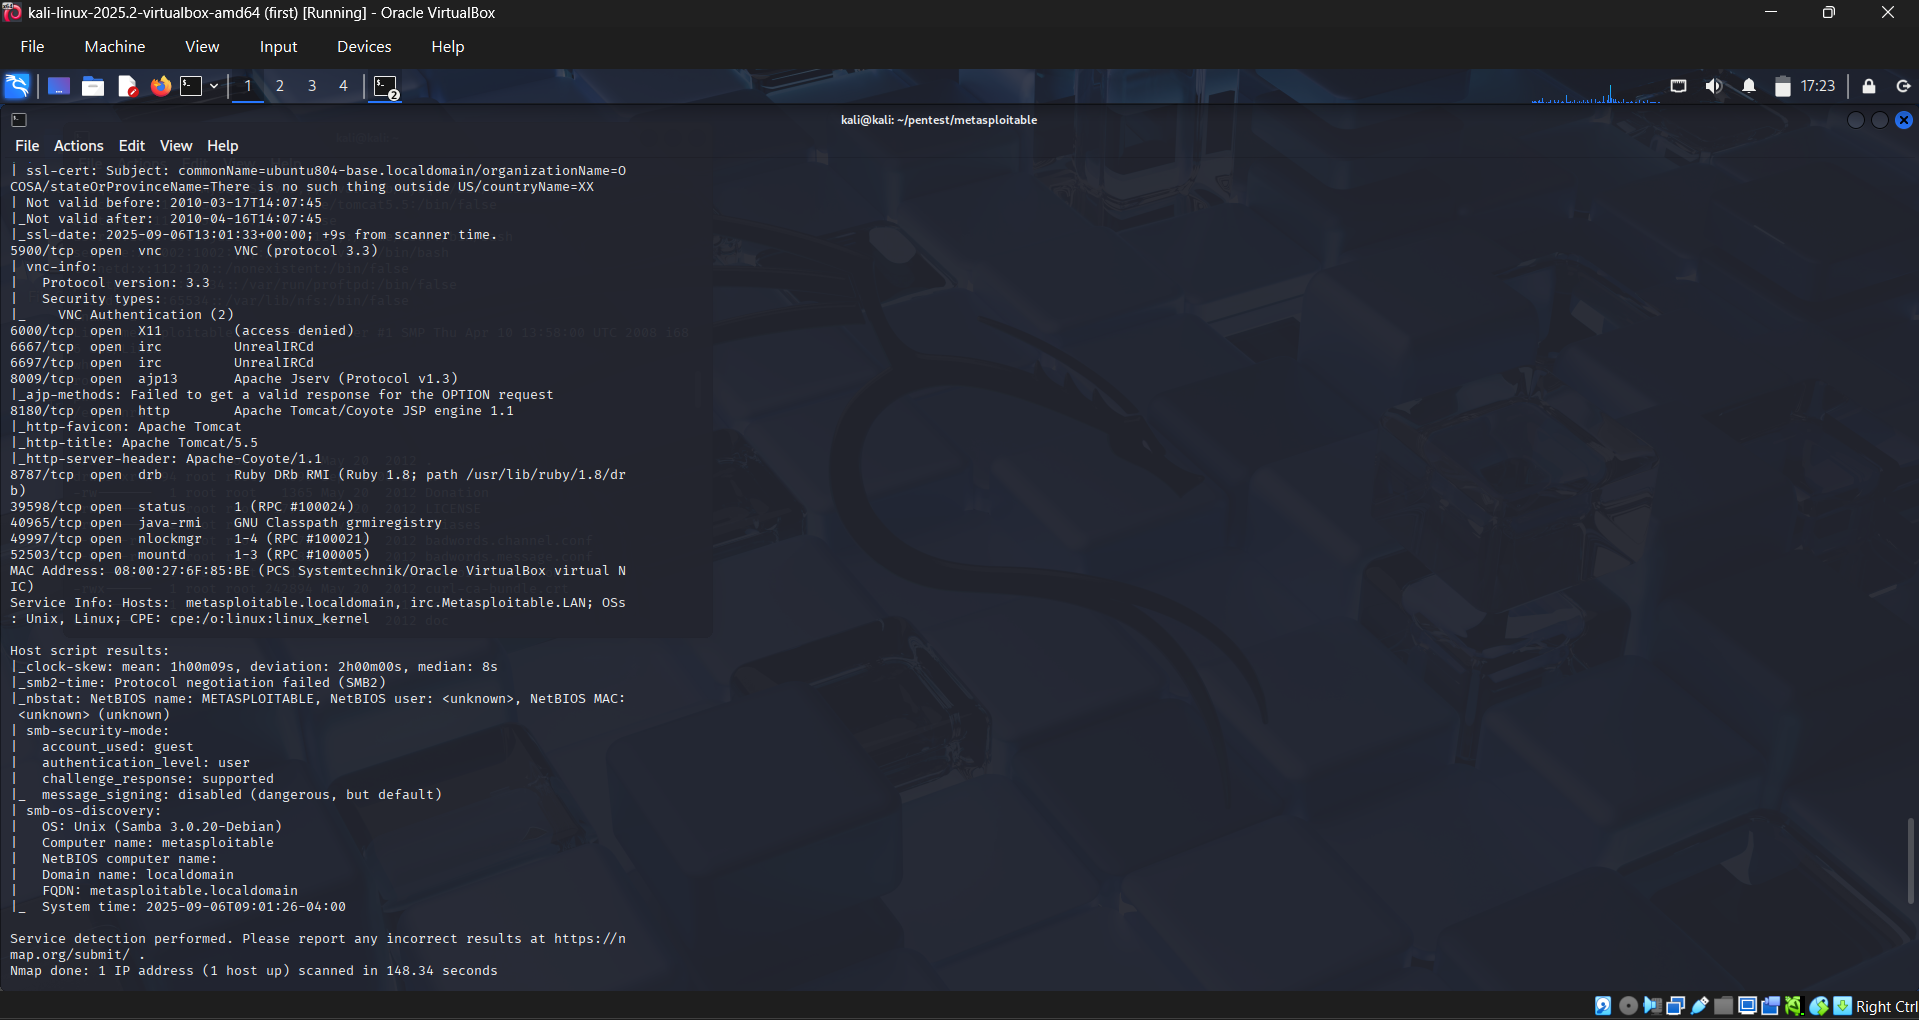 kali-linux-2025.2-virtualbox-amd64 (first) [Running] - Oracle VirtualBox
File Machine View Input Devices Help
1 2 3 4 2 17:23
kali@kali: ~/pentest/metasploitable
File Actions Edit View Help
| ssl-cert: Subject: commonName=ubuntu804-base.localdomain/organizationName=O
COSA/stateOrProvinceName=There is no such thing outside US/countryName=XX
| Not valid before: 2010-03-17T14:07:45
|_Not valid after:  2010-04-16T14:07:45
|_ssl-date: 2025-09-06T13:01:33+00:00; +9s from scanner time.
5900/tcp  open  vnc         VNC (protocol 3.3)
| vnc-info:
|   Protocol version: 3.3
|   Security types:
|_    VNC Authentication (2)
6000/tcp  open  X11         (access denied)
6667/tcp  open  irc         UnrealIRCd
6697/tcp  open  irc         UnrealIRCd
8009/tcp  open  ajp13       Apache Jserv (Protocol v1.3)
|_ajp-methods: Failed to get a valid response for the OPTION request
8180/tcp  open  http        Apache Tomcat/Coyote JSP engine 1.1
|_http-favicon: Apache Tomcat
|_http-title: Apache Tomcat/5.5
|_http-server-header: Apache-Coyote/1.1
8787/tcp  open  drb         Ruby DRb RMI (Ruby 1.8; path /usr/lib/ruby/1.8/dr
b)
39598/tcp open  status      1 (RPC #100024)
40965/tcp open  java-rmi    GNU Classpath grmiregistry
49997/tcp open  nlockmgr    1-4 (RPC #100021)
52503/tcp open  mountd      1-3 (RPC #100005)
MAC Address: 08:00:27:6F:85:BE (PCS Systemtechnik/Oracle VirtualBox virtual N
IC)
Service Info: Hosts:  metasploitable.localdomain, irc.Metasploitable.LAN; OSs
: Unix, Linux; CPE: cpe:/o:linux:linux_kernel
Host script results:
|_clock-skew: mean: 1h00m09s, deviation: 2h00m00s, median: 8s
|_smb2-time: Protocol negotiation failed (SMB2)
|_nbstat: NetBIOS name: METASPLOITABLE, NetBIOS user: <unknown>, NetBIOS MAC:
 <unknown> (unknown)
| smb-security-mode:
|   account_used: guest
|   authentication_level: user
|   challenge_response: supported
|_  message_signing: disabled (dangerous, but default)
| smb-os-discovery:
|   OS: Unix (Samba 3.0.20-Debian)
|   Computer name: metasploitable
|   NetBIOS computer name:
|   Domain name: localdomain
|   FQDN: metasploitable.localdomain
|_  System time: 2025-09-06T09:01:26-04:00
Service detection performed. Please report any incorrect results at https://n
map.org/submit/ .
Nmap done: 1 IP address (1 host up) scanned in 148.34 seconds
Right Ctrl